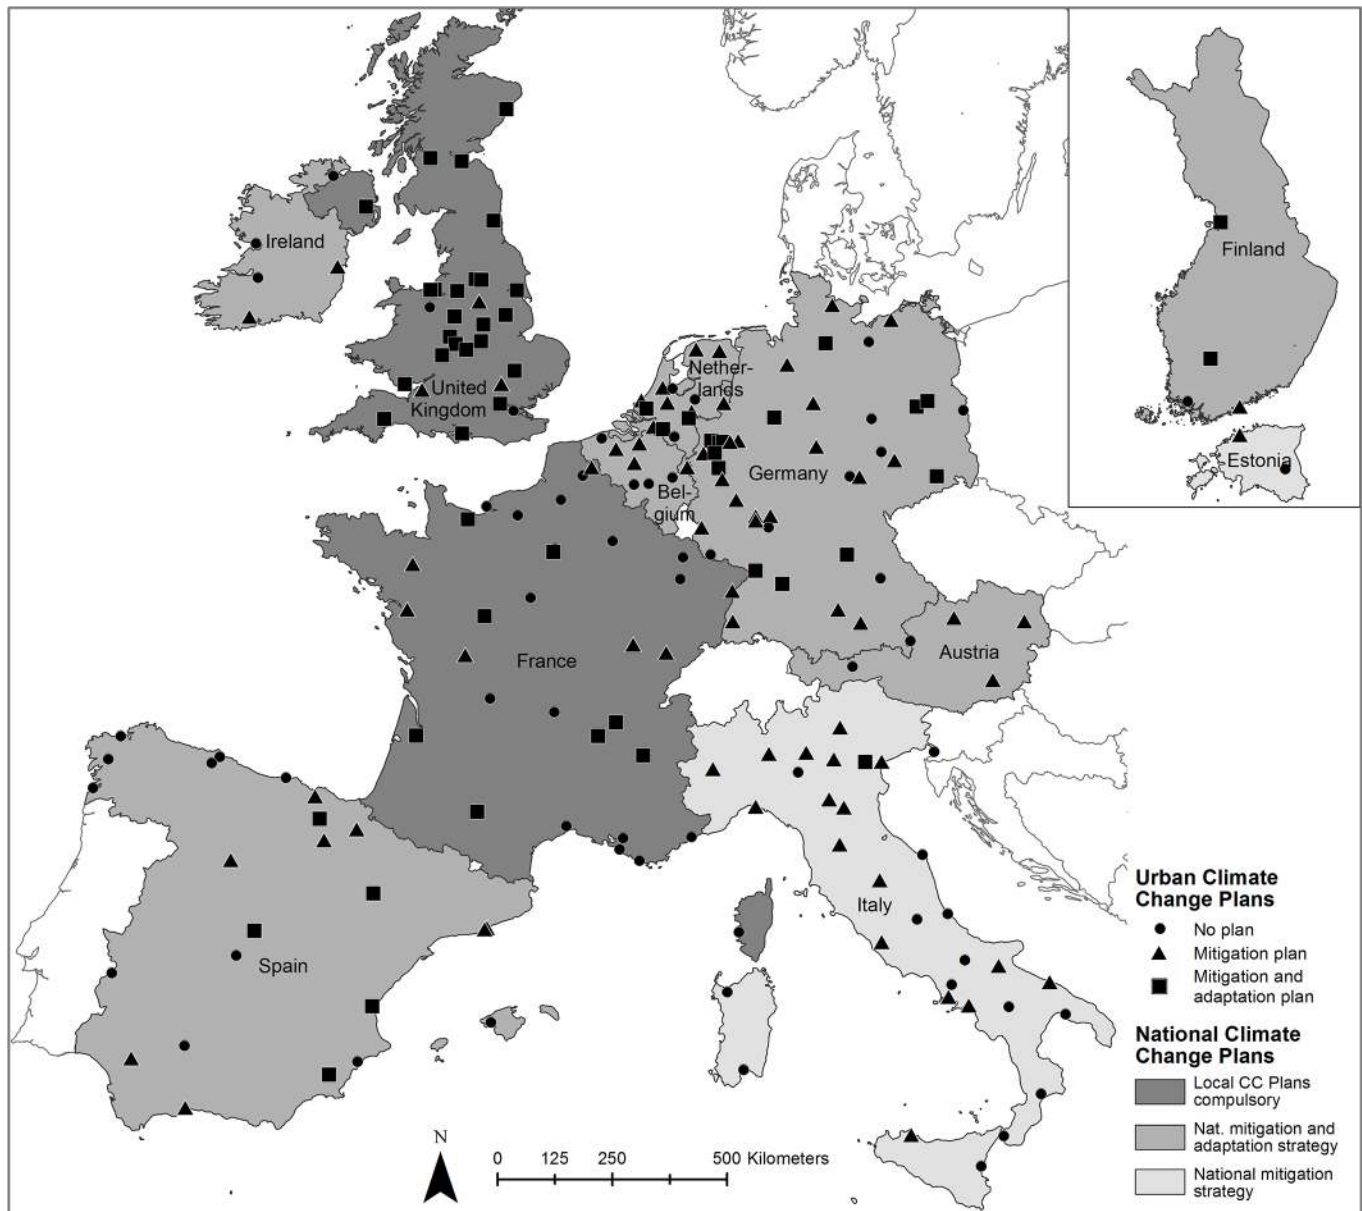 Finland
Estonia
Ireland
United
Kingdom
Nether-
lands
Germany
Bel-
gium
France
Austria
Italy
Spain
Urban Climate
Change Plans
No plan
Mitigation plan
Mitigation and
adaptation plan
National Climate
Change Plans
Local CC Plans
compulsory
Nat. mitigation and
adaptation strategy
National mitigation
strategy
N
0 125 250 500 Kilometers